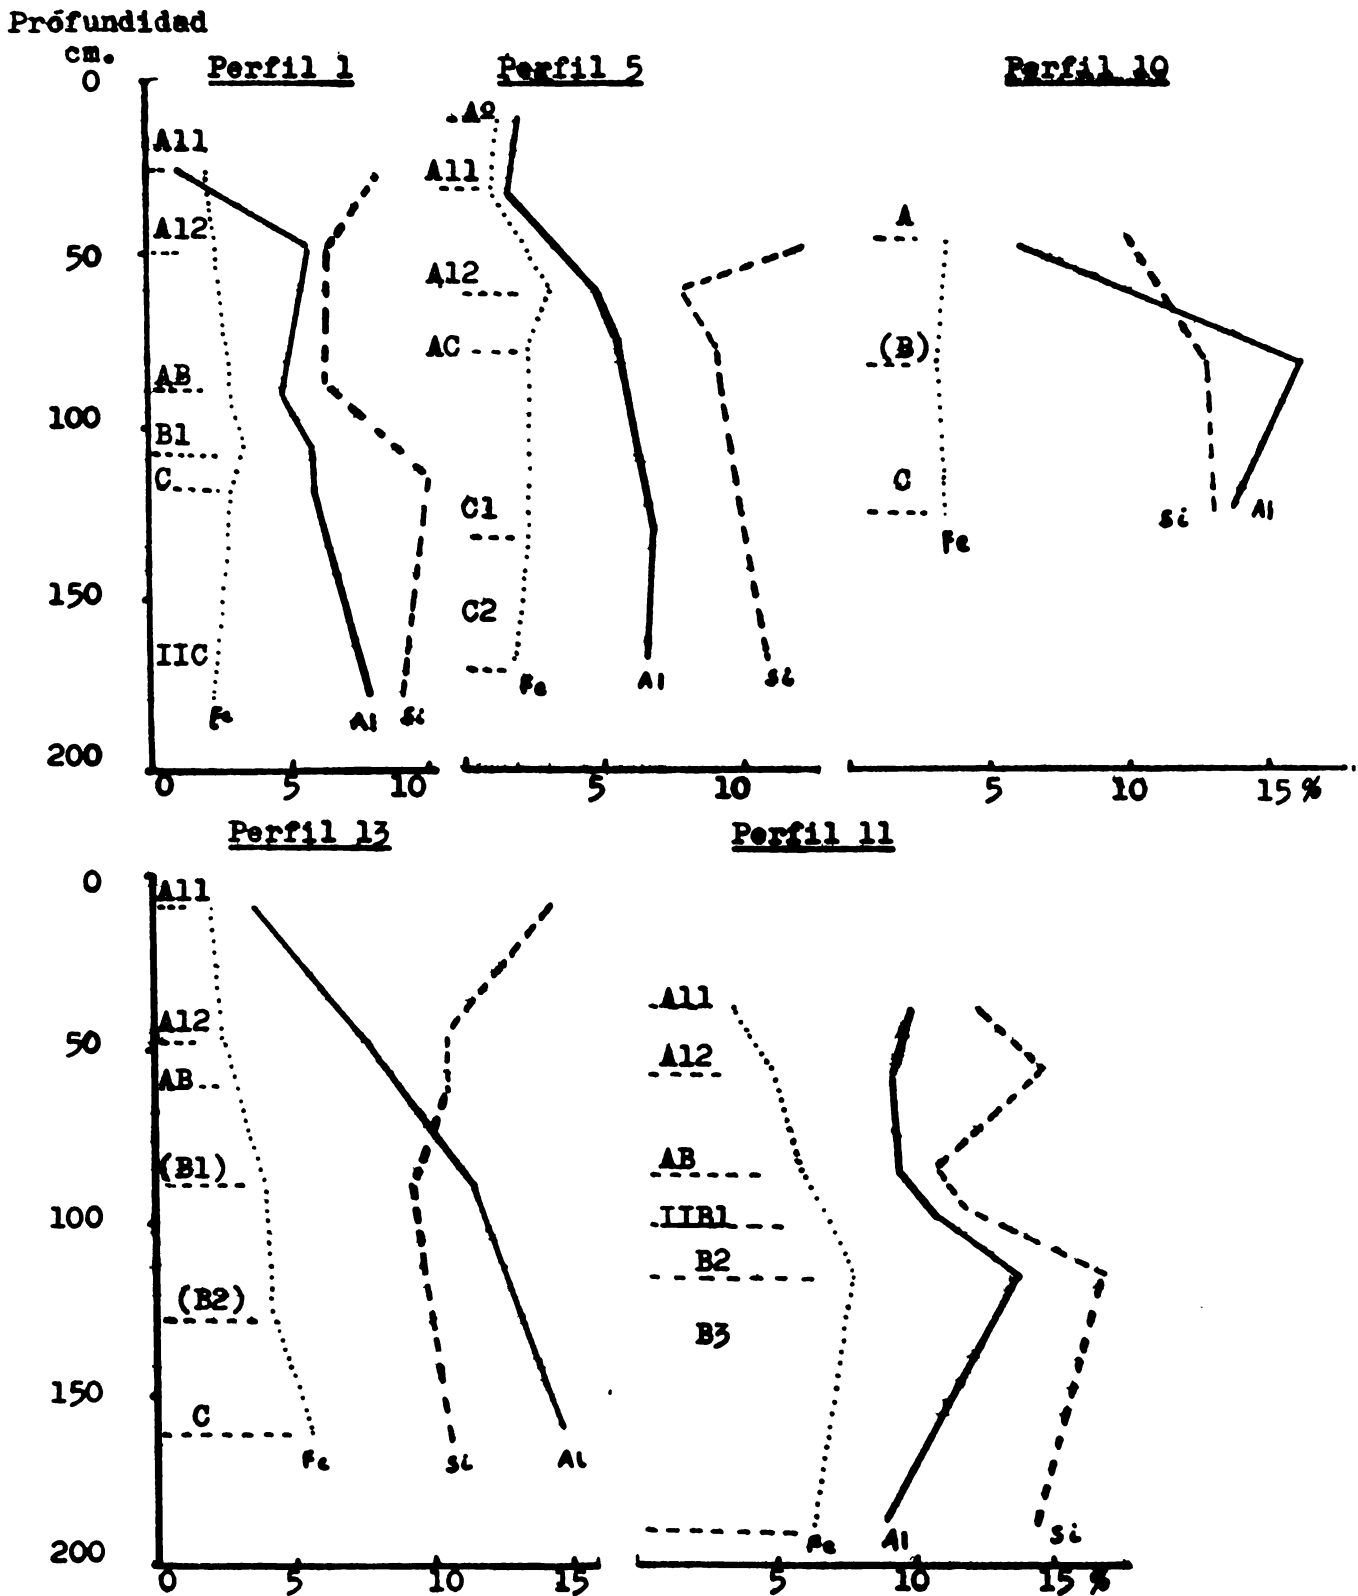 Prófundidad
cm.
Perfil 1 Perfil 5 Perfil 10
0
A11
A12
50
AB
100
B1
C
150
IIC
Fe Al Si
200
0 5 10
Ao
A11
A12
AC
C1
C2
Fe Al Si
5 10
A
(B)
C
Fe Si Al
5 10 15 %
Perfil 13 Perfil 11
0
A11
A12
50
AB
(B1)
100
(B2)
150
C
Fe Si Al
200
0 5 10 15
A11
A12
AB
IIB1
B2
B3
Fe Al Si
5 10 15 %